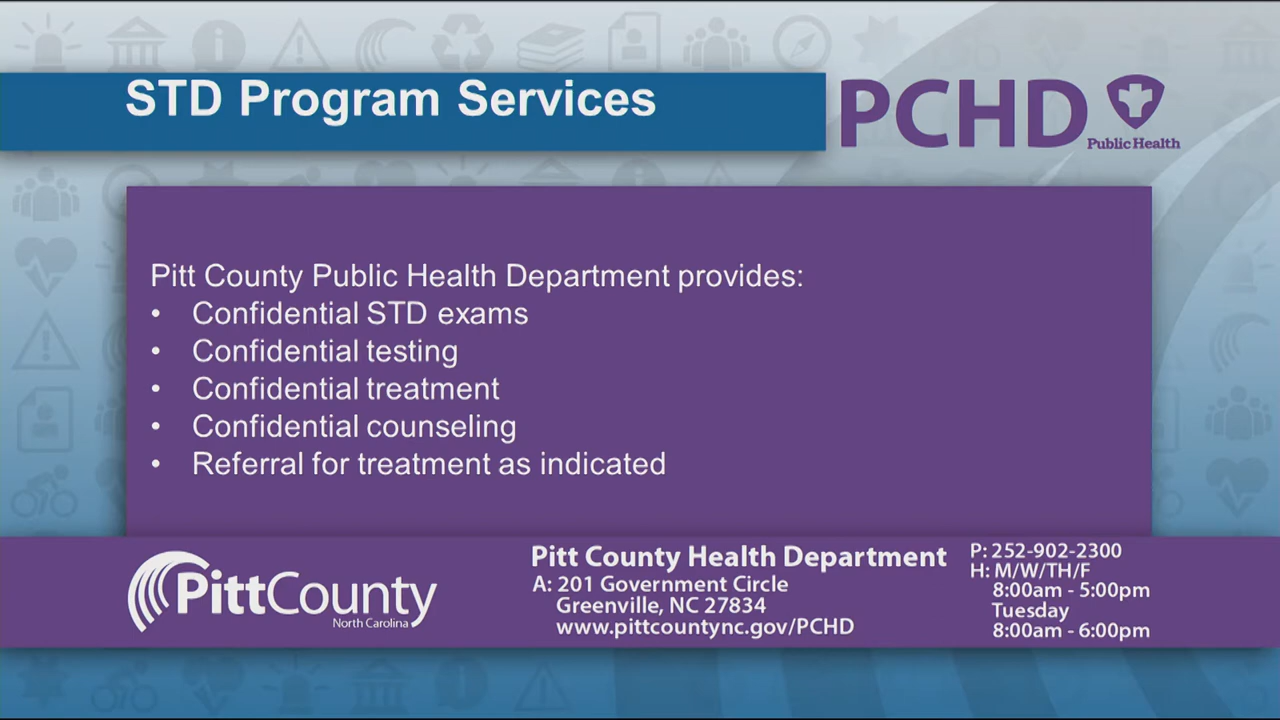 STD Program Services
PCHD
Public Health
Pitt County Public Health Department provides:
• Confidential STD exams
• Confidential testing
• Confidential treatment
• Confidential counseling
• Referral for treatment as indicated
PittCounty
North Carolina
Pitt County Health Department
A: 201 Government Circle
Greenville, NC 27834
www.pittcountync.gov/PCHD
P: 252-902-2300
H: M/W/TH/F
8:00am - 5:00pm
Tuesday
8:00am - 6:00pm